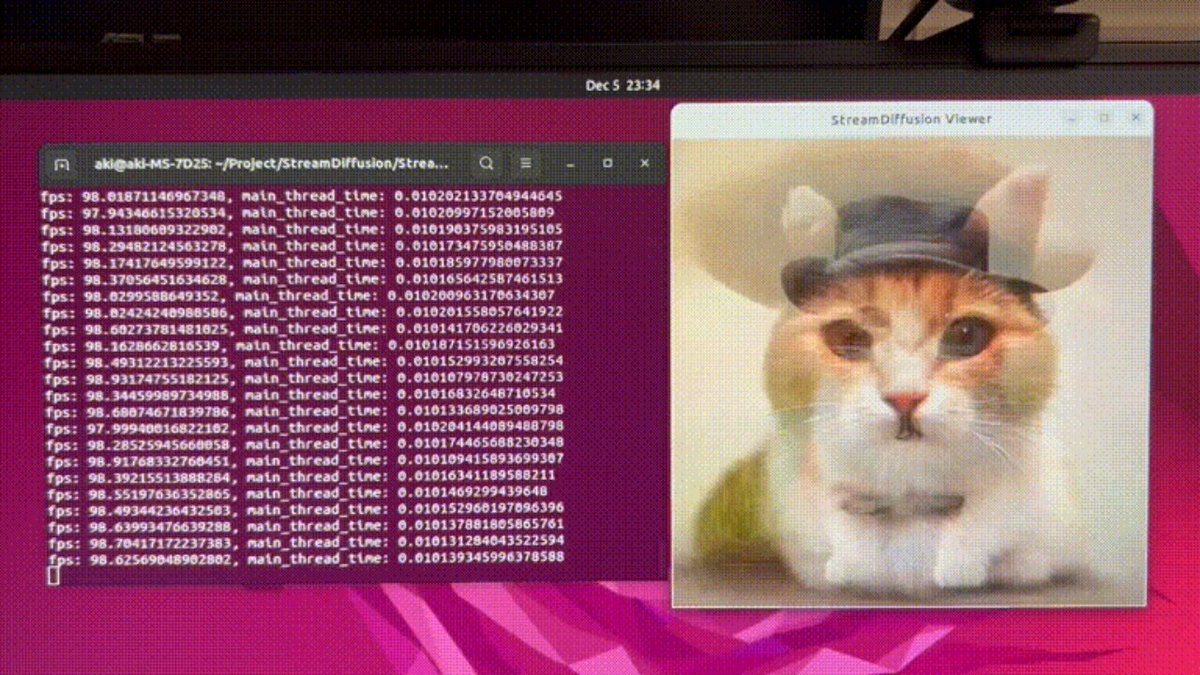 Dec 5 23:34
StreamDiffusion Viewer
aki@aki-MS-7D25: ~/Project/StreamDiffusion/Strea...
fps: 98.01871146967348, main_thread_time: 0.010202133704944645
fps: 97.94346615320534, main_thread_time: 0.01020997152005809
fps: 98.13180609322902, main_thread_time: 0.010190375983195105
fps: 98.29482124563278, main_thread_time: 0.010173475950488387
fps: 98.17417649599122, main_thread_time: 0.010185977980073337
fps: 98.37056451634628, main_thread_time: 0.010165642587461513
fps: 98.0299588649352, main_thread_time: 0.010200963170634307
fps: 98.02424240980586, main_thread_time: 0.010201558057641922
fps: 98.60273781481025, main_thread_time: 0.010141706226029341
fps: 98.1628662816539, main_thread_time: 0.010187151596926163
fps: 98.49312213225593, main_thread_time: 0.010152993207558254
fps: 98.93174755182125, main_thread_time: 0.010107978730247253
fps: 98.34459989734988, main_thread_time: 0.01016832648710534
fps: 98.68074671839786, main_thread_time: 0.010133689025009798
fps: 97.99940016822102, main_thread_time: 0.010204144089488798
fps: 98.28525945660058, main_thread_time: 0.010174465688230348
fps: 98.91768332760451, main_thread_time: 0.010109415893699307
fps: 98.39215513888284, main_thread_time: 0.01016341189588211
fps: 98.55197636352865, main_thread_time: 0.0101469299439648
fps: 98.49344236432503, main_thread_time: 0.010152960197096396
fps: 98.63993476639288, main_thread_time: 0.010137881805865761
fps: 98.70417172237383, main_thread_time: 0.010131284043522594
fps: 98.62569048902802, main_thread_time: 0.010139345996378588